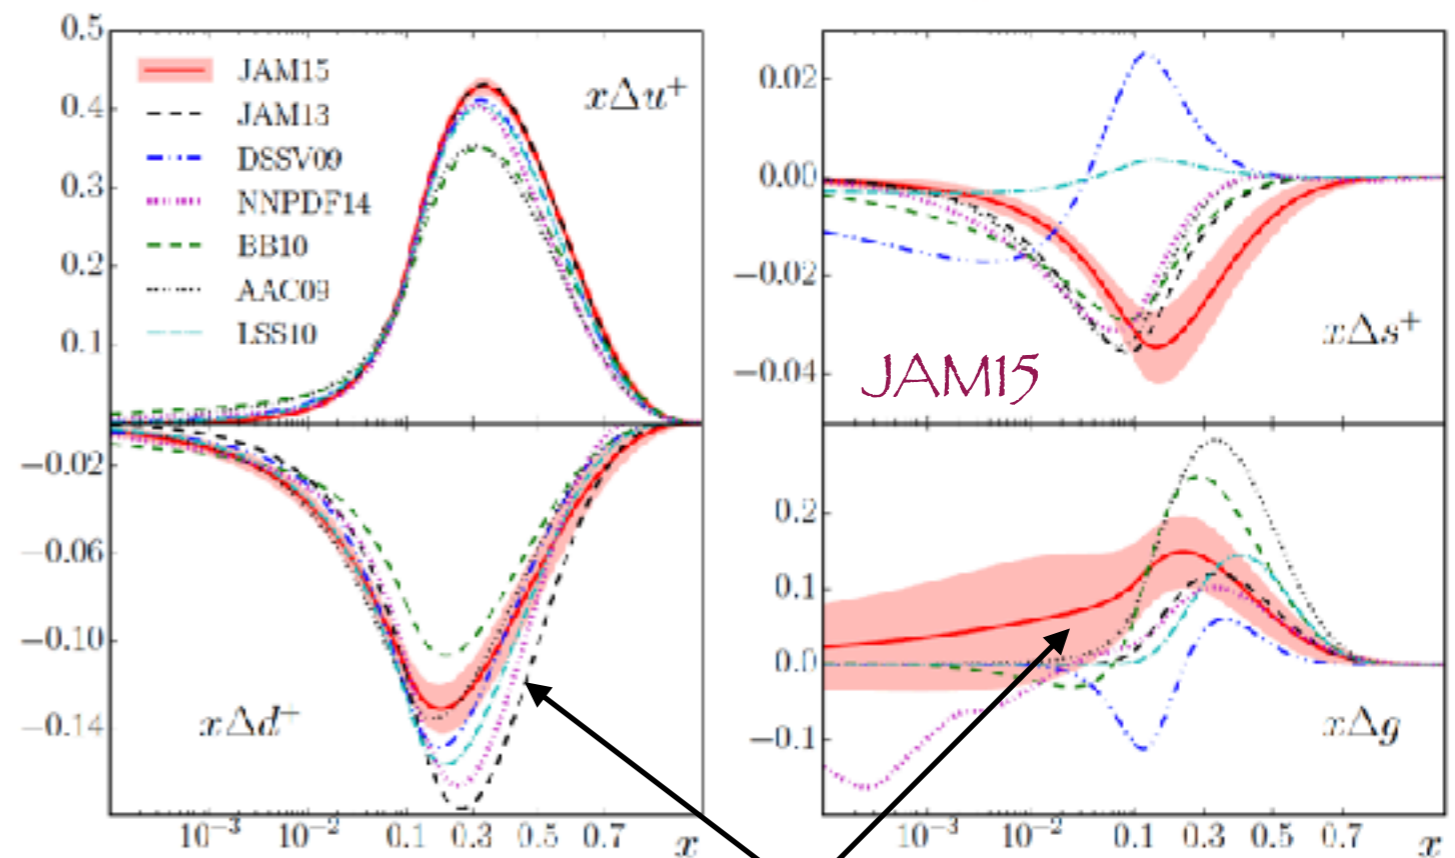 0.5
0.4
0.3
0.2
0.1
JAM15
JAM13
DSSV09
NNPDF14
BB10
AAC09
LSS10
xΔu⁺
0.02
0.00
−0.02
−0.04
JAM15
xΔs⁺
−0.02
−0.06
−0.10
−0.14
xΔd⁺
10⁻³ 10⁻² 0.1 0.3 0.5 0.7 x
0.2
0.1
0.0
−0.1
xΔg
10⁻³ 10⁻² 0.1 0.3 0.5 0.7 x